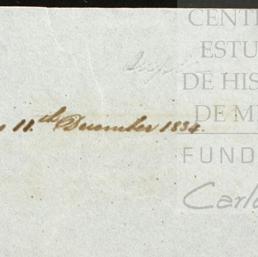 CENT
ESTU
DE HIS
DE M
11th December 1834.
FUND
Carl